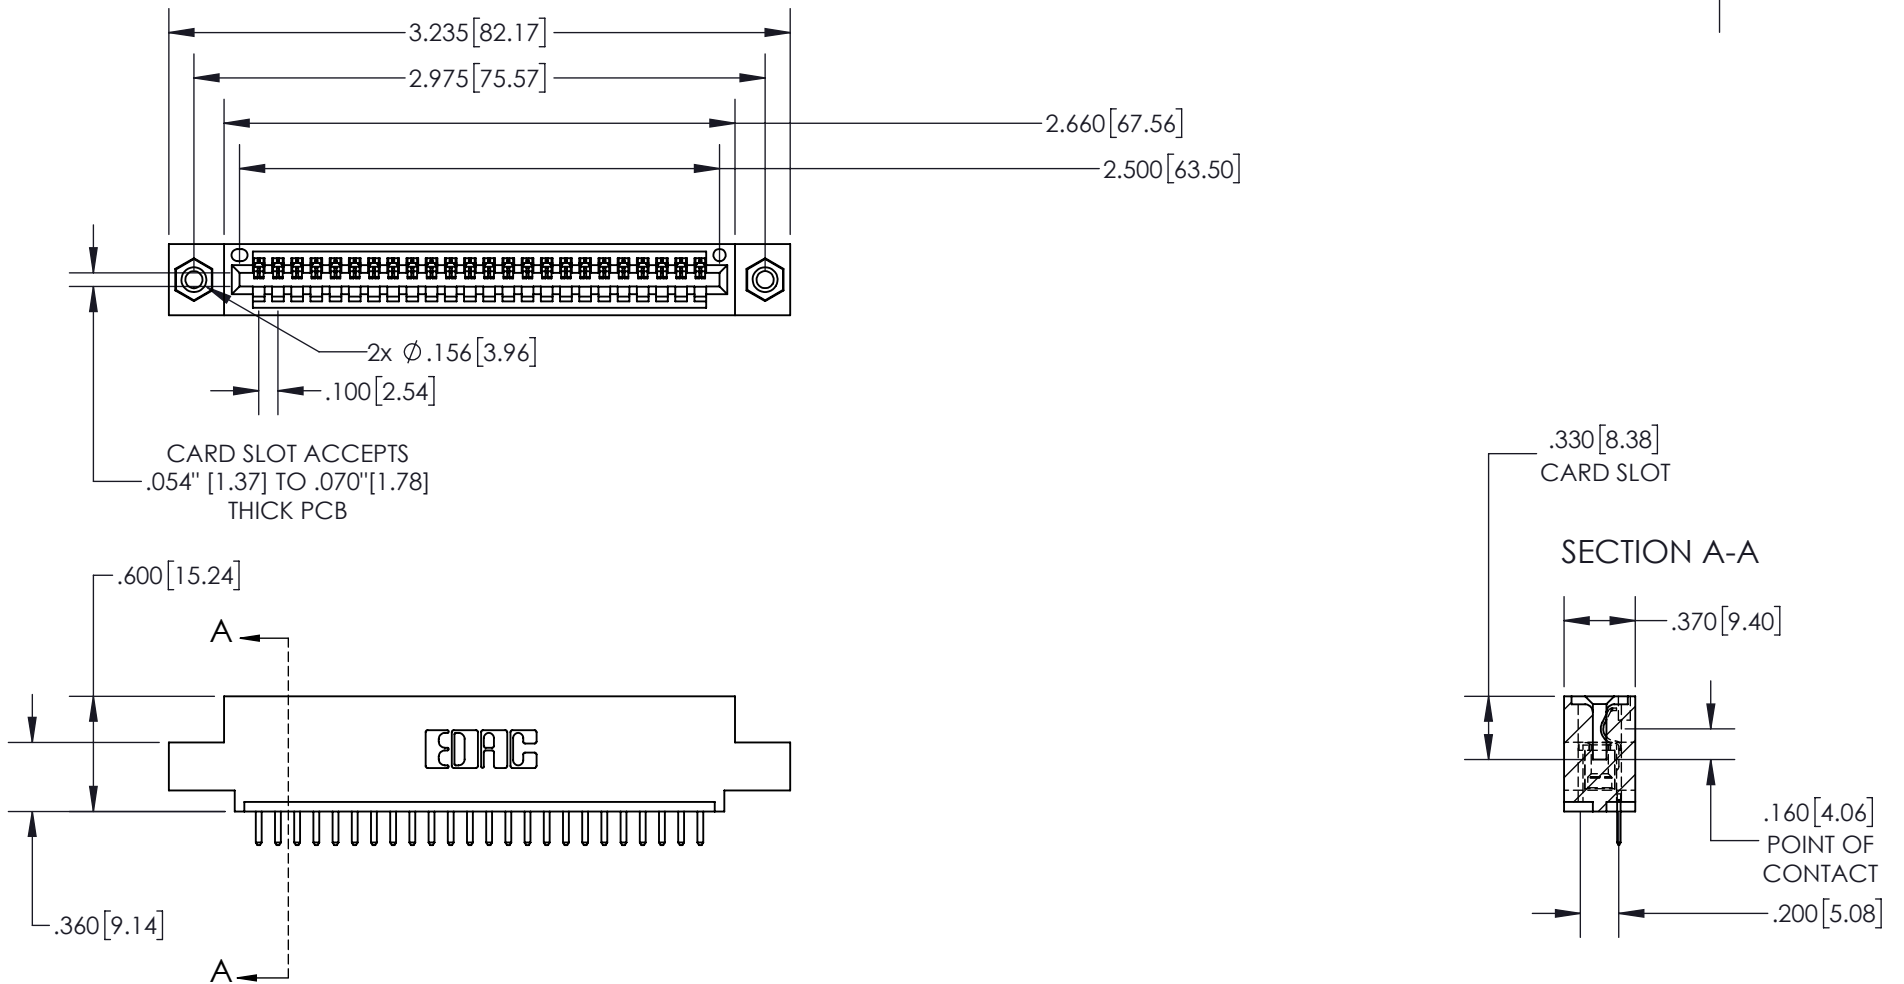 3.235[82.17]
2.975[75.57]
2.660[67.56]
2.500[63.50]
2x Ø.156[3.96]
.100[2.54]
CARD SLOT ACCEPTS
.054" [1.37] TO .070"[1.78]
THICK PCB
.330[8.38]
CARD SLOT
SECTION A-A
.600[15.24]
A
.370[9.40]
EDAC
.160[4.06]
POINT OF
CONTACT
.200[5.08]
.360[9.14]
A